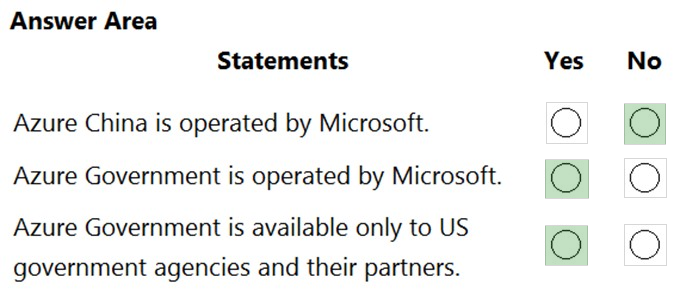 Answer Area
Statements Yes No
Azure China is operated by Microsoft.
Azure Government is operated by Microsoft.
Azure Government is available only to US
government agencies and their partners.